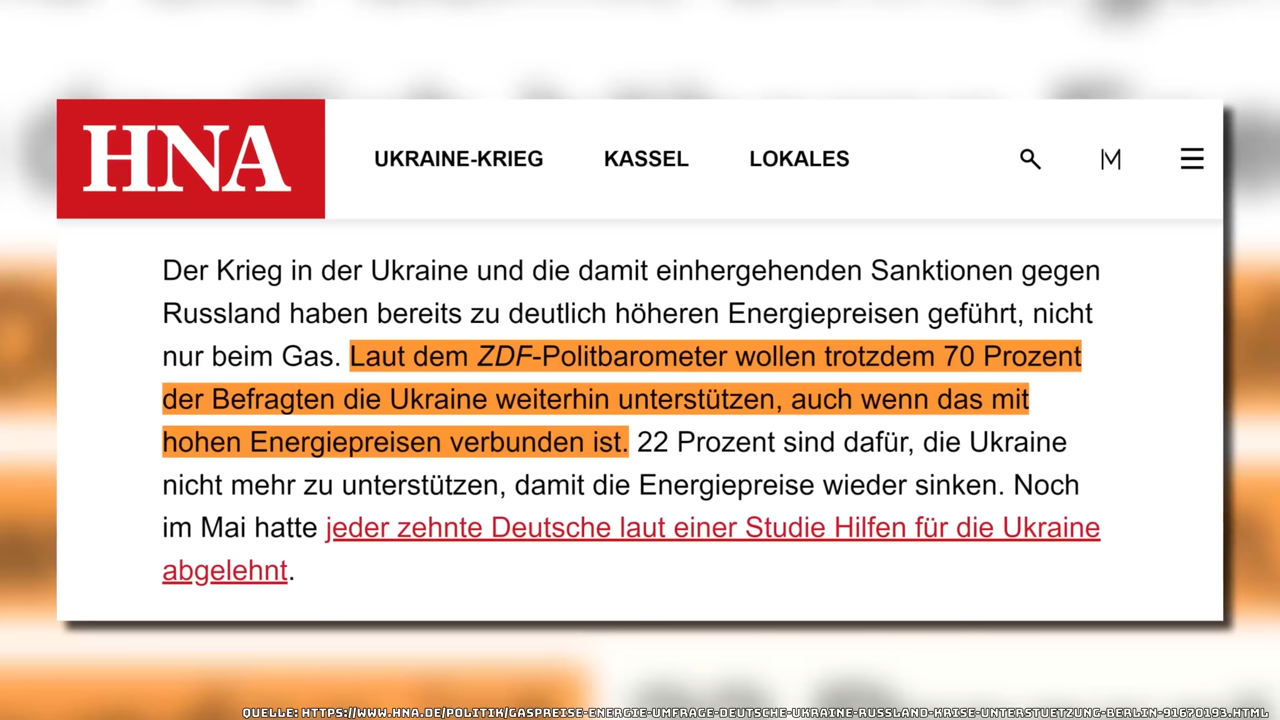 HNA
UKRAINE-KRIEG KASSEL LOKALES
Der Krieg in der Ukraine und die damit einhergehenden Sanktionen gegen
Russland haben bereits zu deutlich höheren Energiepreisen geführt, nicht
nur beim Gas. Laut dem ZDF-Politbarometer wollen trotzdem 70 Prozent
der Befragten die Ukraine weiterhin unterstützen, auch wenn das mit
hohen Energiepreisen verbunden ist. 22 Prozent sind dafür, die Ukraine
nicht mehr zu unterstützen, damit die Energiepreise wieder sinken. Noch
im Mai hatte jeder zehnte Deutsche laut einer Studie Hilfen für die Ukraine
abgelehnt.
QUELLE: HTTPS://WWW.HNA.DE/POLITIK/GASPREISE-ENERGIE-UMFRAGE-DEUTSCHE-UKRAINE-RUSSLAND-KRISE-UNTERSTUETZUNG-BERLIN-91670193.HTML